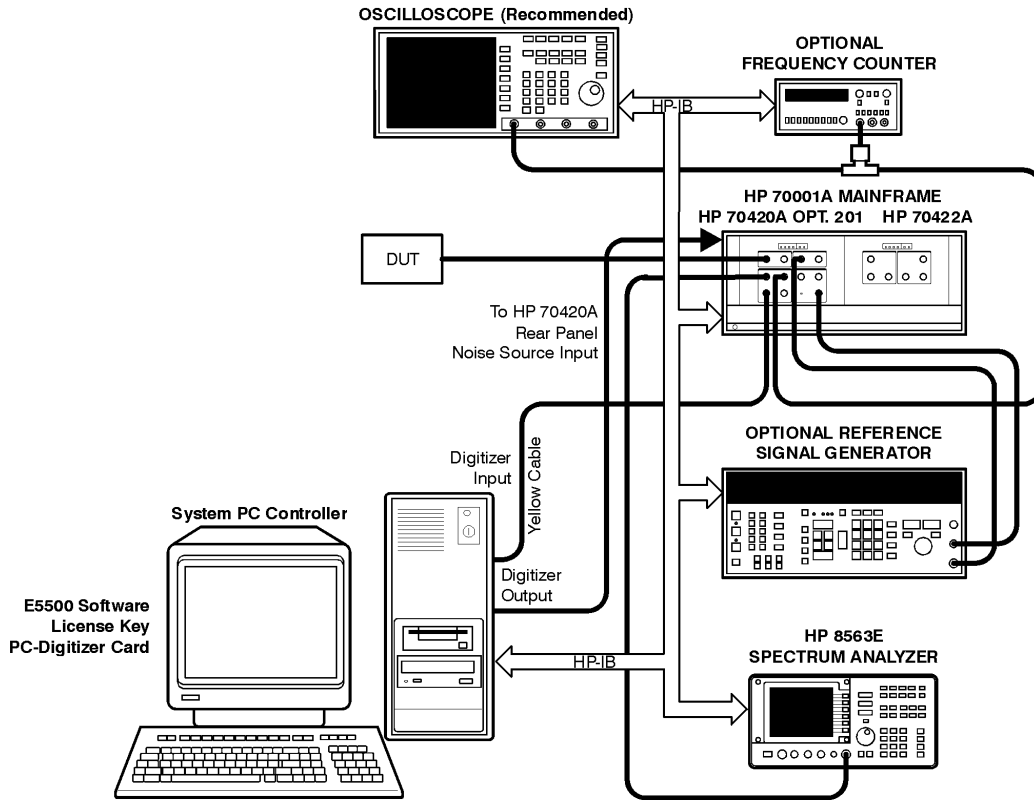 OSCILLOSCOPE (Recommended)
OPTIONAL
FREQUENCY COUNTER
HP-IB
HP 70001A MAINFRAME
HP 70420A OPT. 201 HP 70422A
DUT
To HP 70420A
Rear Panel
Noise Source Input
OPTIONAL REFERENCE
SIGNAL GENERATOR
Digitizer
Input
Yellow Cable
System PC Controller
Digitizer
Output
E5500 Software
License Key
PC-Digitizer Card
HP-IB
HP 8563E
SPECTRUM ANALYZER